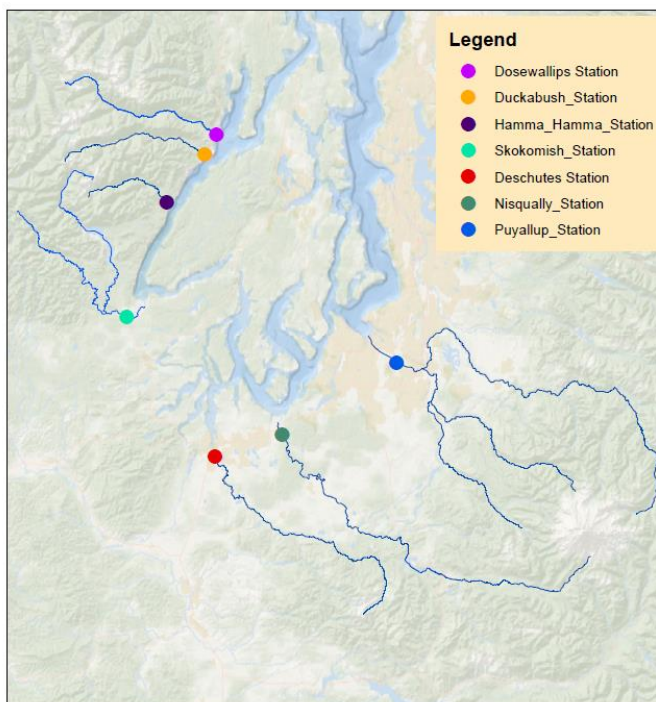 Legend
Dosewallips Station
Duckabush_Station
Hamma_Hamma_Station
Skokomish_Station
Deschutes Station
Nisqually_Station
Puyallup_Station